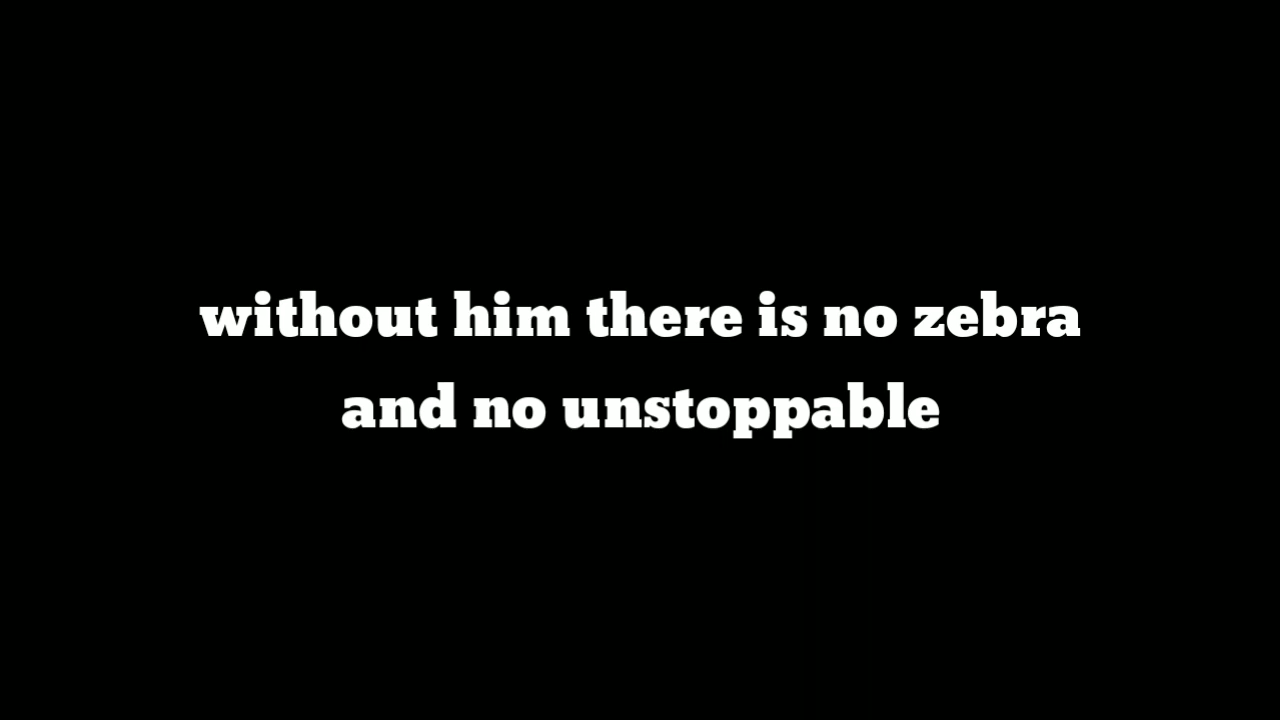 without him there is no zebra
and no unstoppable